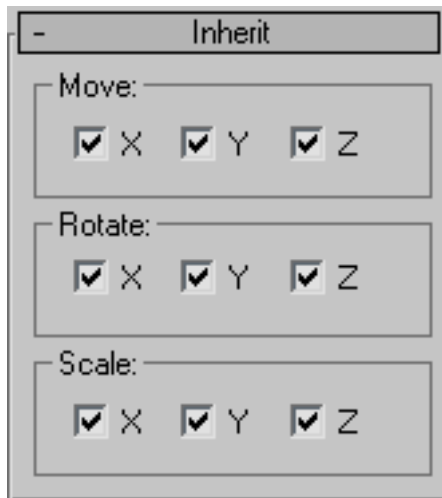 - Inherit
Move:
X Y Z
Rotate:
X Y Z
Scale:
X Y Z